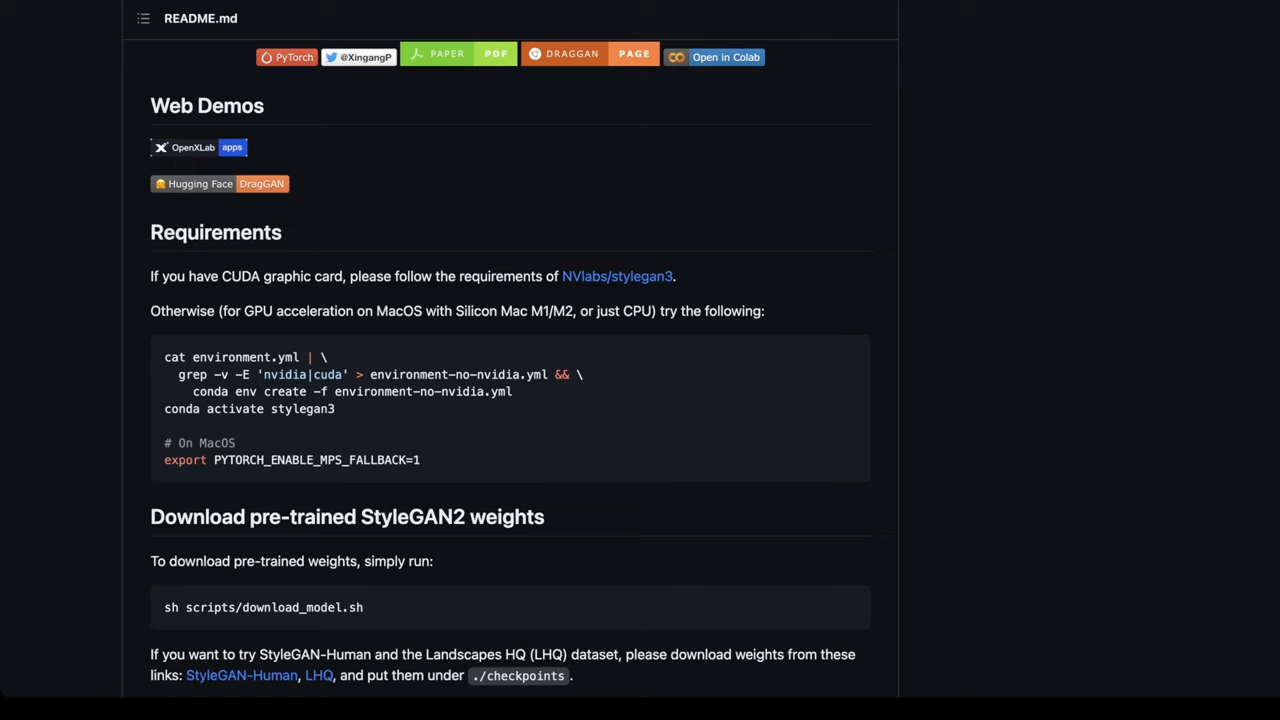 README.md
PyTorch @XingangP PAPER PDF DRAGGAN PAGE Open in Colab
Web Demos
OpenXLab apps
Hugging Face DragGAN
Requirements
If you have CUDA graphic card, please follow the requirements of NVlabs/stylegan3.
Otherwise (for GPU acceleration on MacOS with Silicon Mac M1/M2, or just CPU) try the following:
cat environment.yml | \
grep -v -E 'nvidia|cuda' > environment-no-nvidia.yml && \
conda env create -f environment-no-nvidia.yml
conda activate stylegan3
# On MacOS
export PYTORCH_ENABLE_MPS_FALLBACK=1
Download pre-trained StyleGAN2 weights
To download pre-trained weights, simply run:
sh scripts/download_model.sh
If you want to try StyleGAN-Human and the Landscapes HQ (LHQ) dataset, please download weights from these
links: StyleGAN-Human, LHQ, and put them under ./checkpoints.